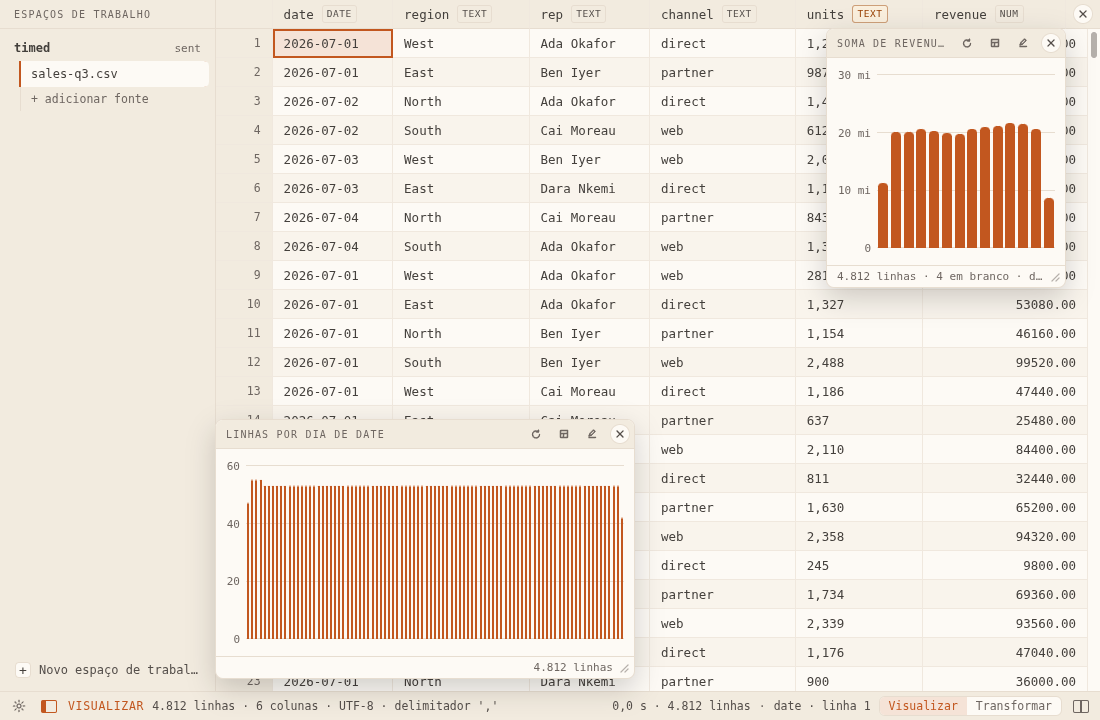 ESPAÇOS DE TRABALHO
timed sent
sales-q3.csv
+ adicionar fonte
+ Novo espaço de trabal…
date DATE region TEXT rep TEXT channel TEXT units TEXT revenue NUM
1 2026-07-01 West Ada Okafor direct
2 2026-07-01 East Ben Iyer partner
3 2026-07-02 North Ada Okafor direct
4 2026-07-02 South Cai Moreau web
5 2026-07-03 West Ben Iyer web
6 2026-07-03 East Dara Nkemi direct
7 2026-07-04 North Cai Moreau partner
8 2026-07-04 South Ada Okafor web
9 2026-07-01 West Ada Okafor web
10 2026-07-01 East Ada Okafor direct 1,327 53080.00
11 2026-07-01 North Ben Iyer partner 1,154 46160.00
12 2026-07-01 South Ben Iyer web 2,488 99520.00
13 2026-07-01 West Cai Moreau direct 1,186 47440.00
14 2026-07-01 East Cai Moreau partner 637 25480.00
web 2,110 84400.00
direct 811 32440.00
partner 1,630 65200.00
web 2,358 94320.00
direct 245 9800.00
partner 1,734 69360.00
web 2,339 93560.00
direct 1,176 47040.00
23 2026-07-01 North Dara Nkemi partner 900 36000.00
SOMA DE REVENU…
30 mi
20 mi
10 mi
0
4.812 linhas · 4 em branco · d…
LINHAS POR DIA DE DATE
60
40
20
0
4.812 linhas
VISUALIZAR 4.812 linhas · 6 colunas · UTF-8 · delimitador ',' 0,0 s · 4.812 linhas · date · linha 1 Visualizar Transformar